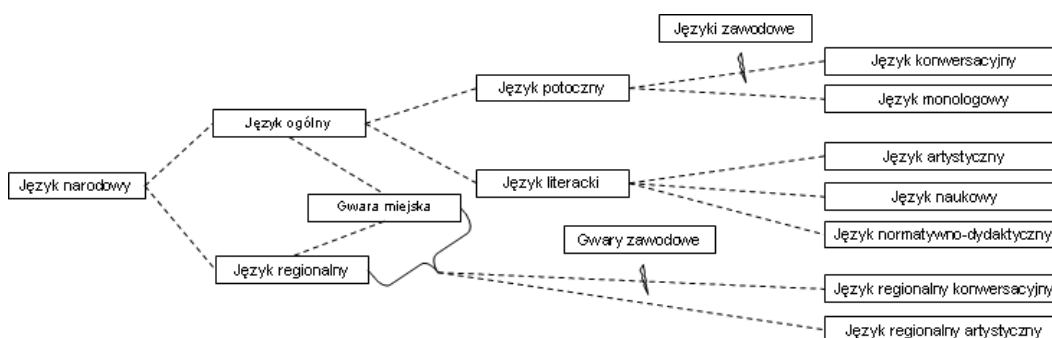 Języki zawodowe
Język konwersacyjny
Język potoczny
Język monologowy
Język ogólny
Język artystyczny
Język narodowy
Język literacki
Język naukowy
Gwara miejska
Gwary zawodowe
Język normatywno-dydaktyczny
Język regionalny
Język regionalny konwersacyjny
Język regionalny artystyczny